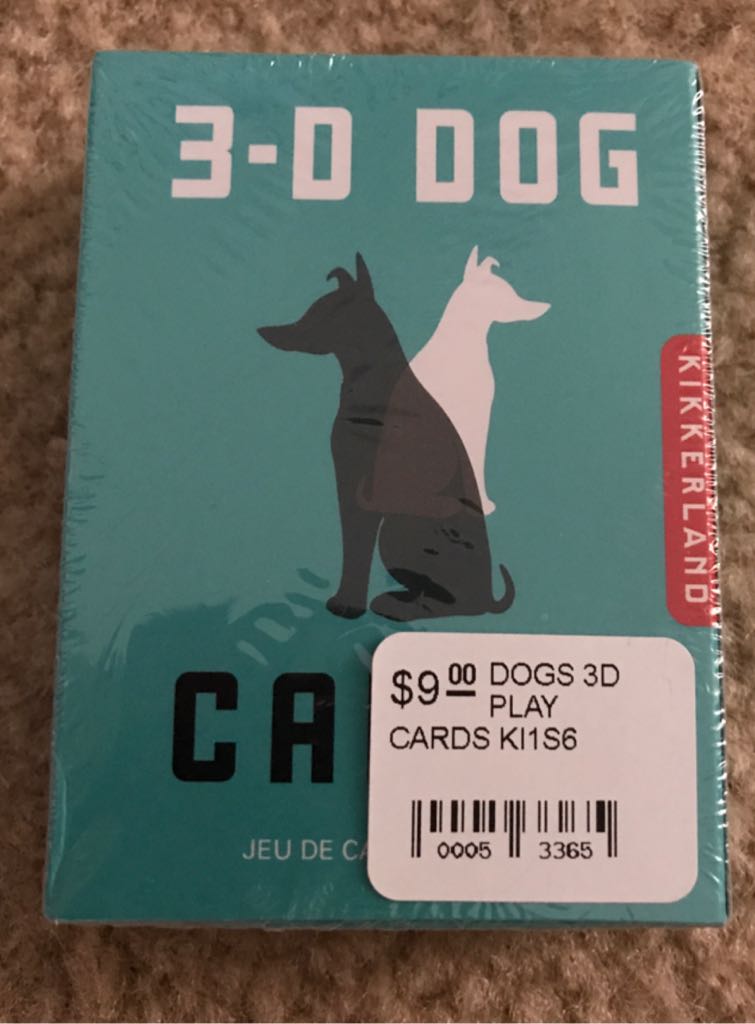 3-D DOG
KIKKERLAND
CA
$9 00 DOGS 3D
PLAY
CARDS KI1S6
0005 3365
JEU DE CA